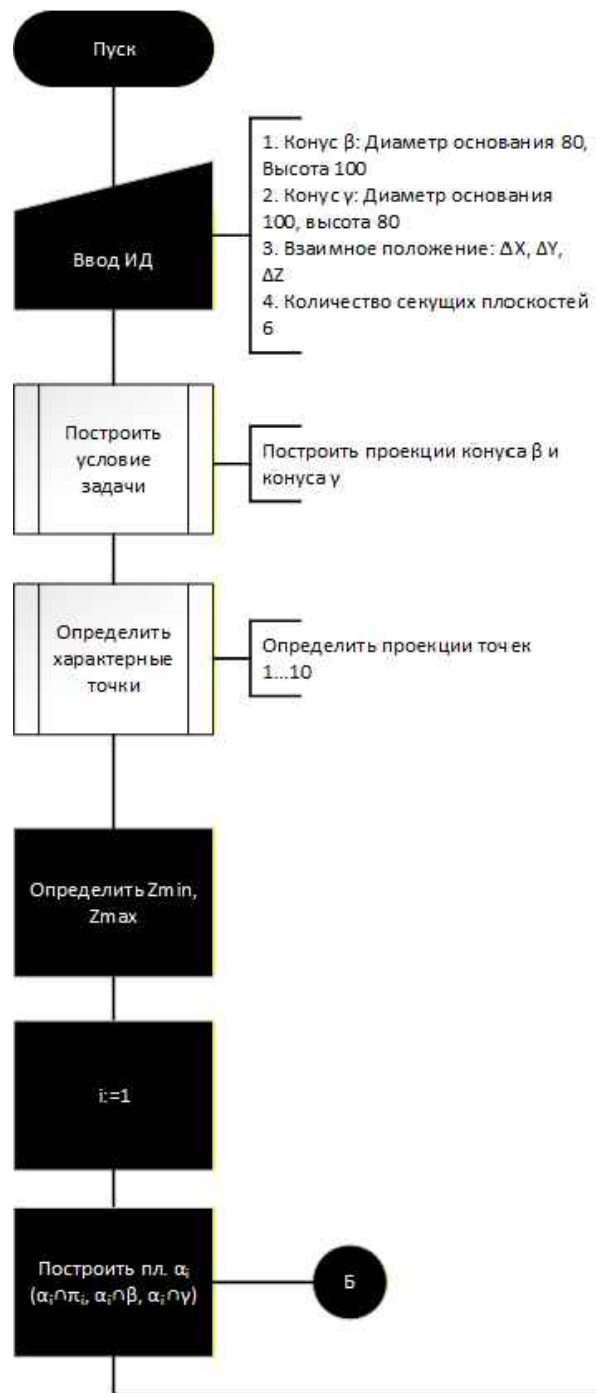 Пуск
Ввод ИД
1. Конус β: Диаметр основания 80,
Высота 100
2. Конус γ: Диаметр основания
100, высота 80
3. Взаимное положение: ΔX, ΔY,
ΔZ
4. Количество секущих плоскостей
6
Построить
условие
задачи
Построить проекции конуса β и
конуса γ
Определить
характерные
точки
Определить проекции точек
1...10
Определить Zmin,
Zmax
i:=1
Построить пл. αᵢ
(αᵢ∩πᵢ, αᵢ∩β, αᵢ∩γ)
Б